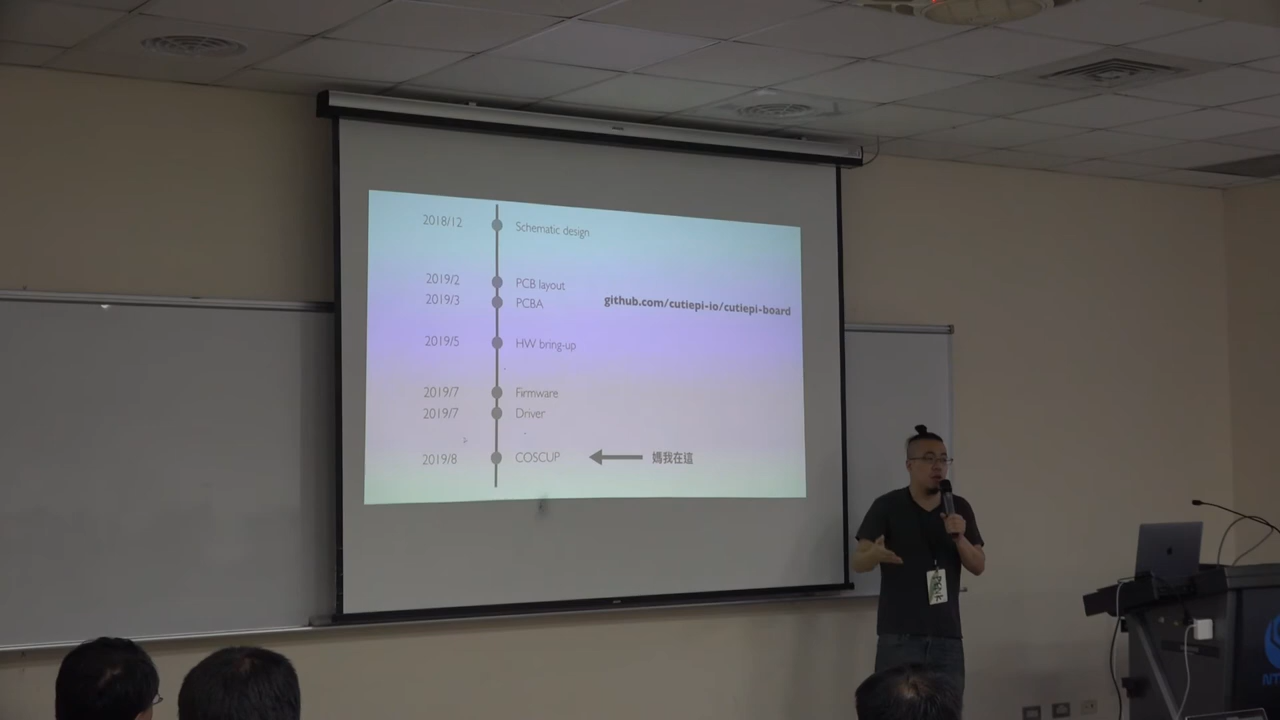 2018/12 Schematic design
2019/2 PCB layout
2019/3 PCBA
github.com/cutiepi-io/cutiepi-board
2019/5 HW bring-up
2019/7 Firmware
2019/7 Driver
2019/8 COSCUP 媽我在這